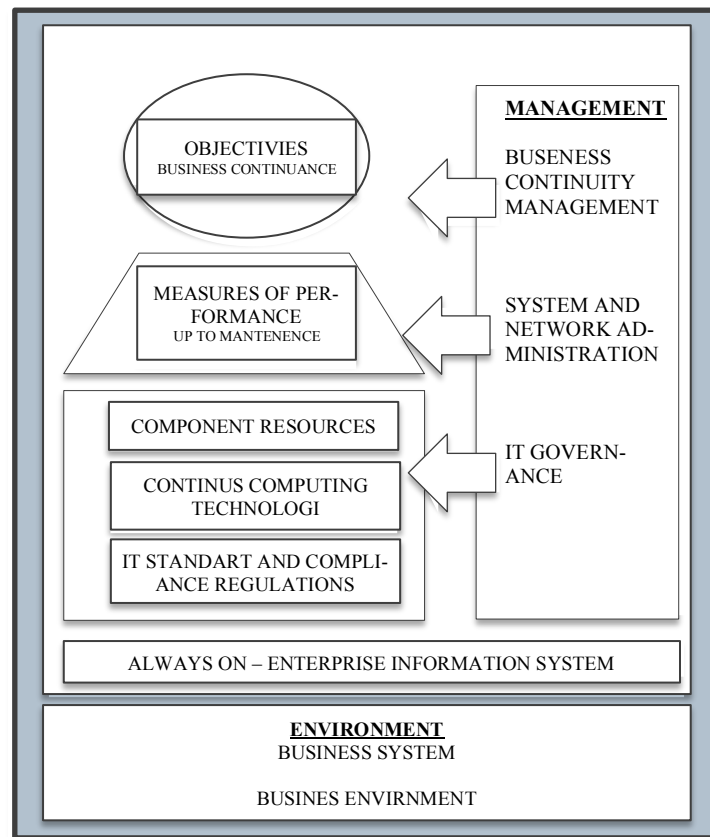 OBJECTIVIES
BUSINESS CONTINUANCE
MEASURES OF PER-
FORMANCE
UP TO MANTENENCE
COMPONENT RESOURCES
CONTINUS COMPUTING
TECHNOLOGI
IT STANDART AND COMPLI-
ANCE REGULATIONS
MANAGEMENT
BUSENESS
CONTINUITY
MANAGEMENT
SYSTEM AND
NETWORK AD-
MINISTRATION
IT GOVERN-
ANCE
ALWAYS ON – ENTERPRISE INFORMATION SYSTEM
ENVIRONMENT
BUSINESS SYSTEM
BUSINES ENVIRNMENT